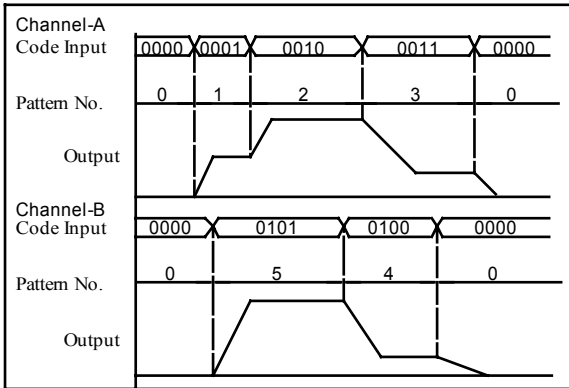 Channel-A
Code Input 0000 0001 0010 0011 0000
Pattern No. 0 1 2 3 0
Output
Channel-B
Code Input 0000 0101 0100 0000
Pattern No. 0 5 4 0
Output